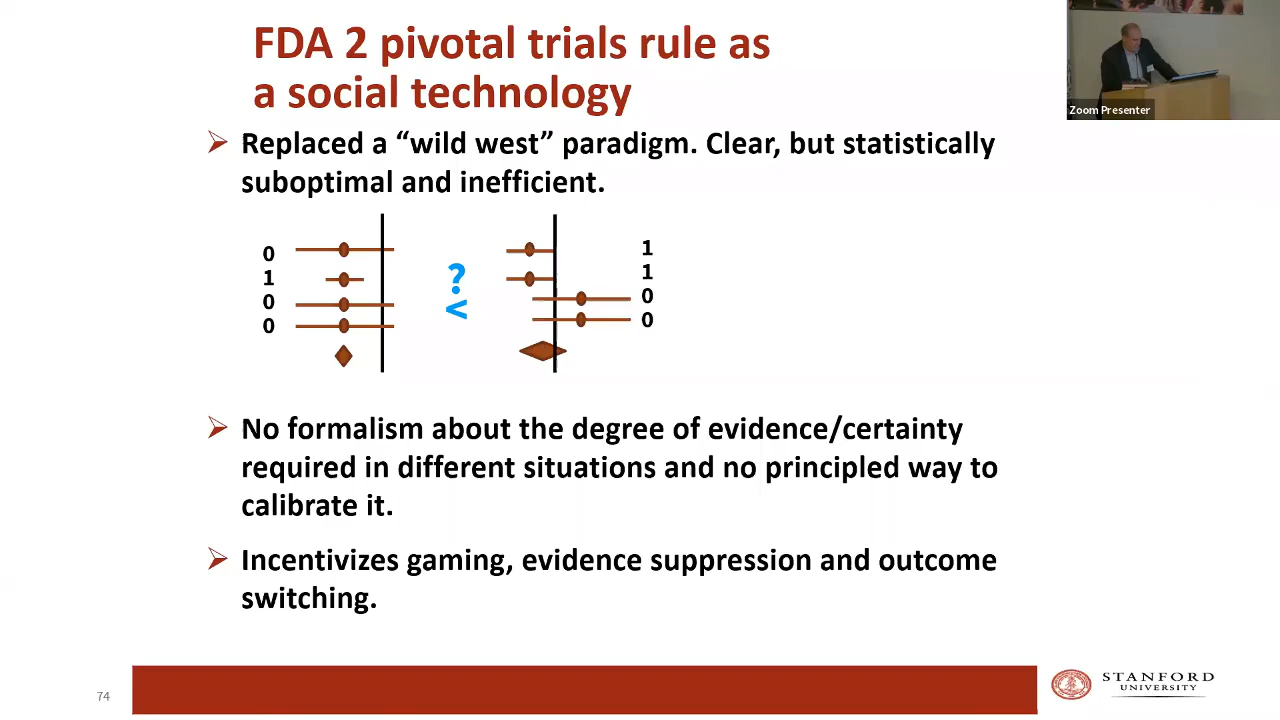 FDA 2 pivotal trials rule as
a social technology
Zoom Presenter
➢ Replaced a “wild west” paradigm. Clear, but statistically
suboptimal and inefficient.
0
1
0
0
?
<
1
1
0
0
➢ No formalism about the degree of evidence/certainty
required in different situations and no principled way to
calibrate it.
➢ Incentivizes gaming, evidence suppression and outcome
switching.
74
STANFORD
UNIVERSITY